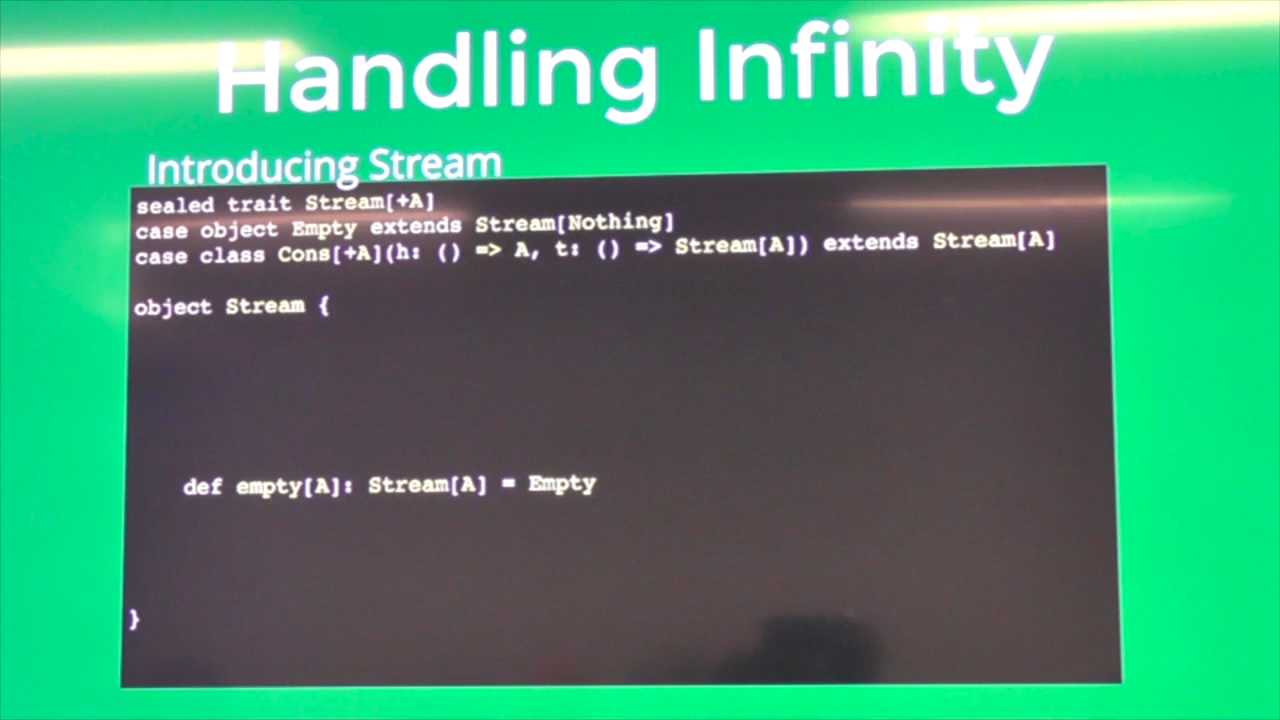 Handling Infinity
Introducing Stream
sealed trait Stream[+A]
case object Empty extends Stream[Nothing]
case class Cons[+A](h: () => A, t: () => Stream[A]) extends Stream[A]
object Stream {
def empty[A]: Stream[A] = Empty
}